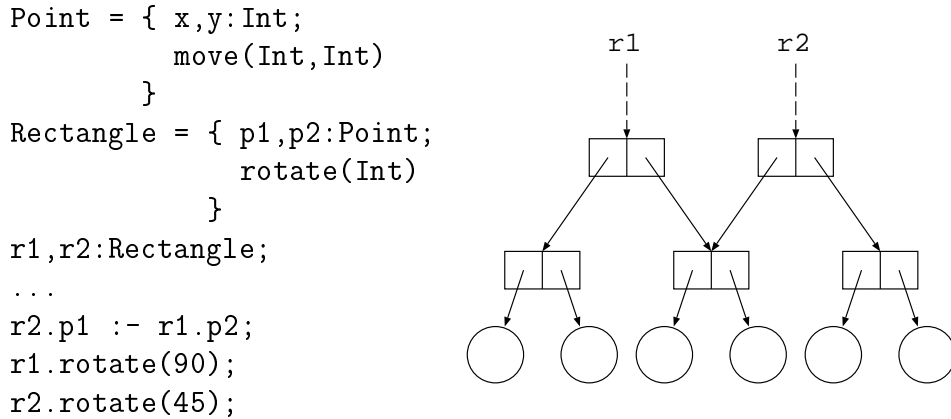 Point = { x,y:Int;
move(Int,Int)
}
Rectangle = { p1,p2:Point;
rotate(Int)
}
r1,r2:Rectangle;
...
r2.p1 :- r1.p2;
r1.rotate(90);
r2.rotate(45);
r1 r2